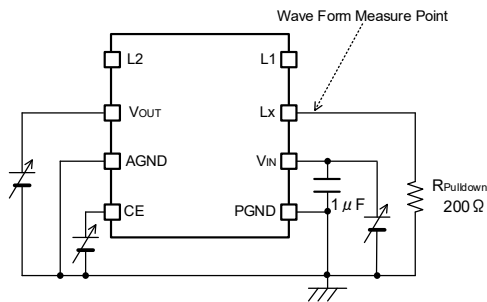 Wave Form Measure Point
L2 L1
VOUT Lx
AGND VIN
CE PGND
1μF
RPulldown
200Ω